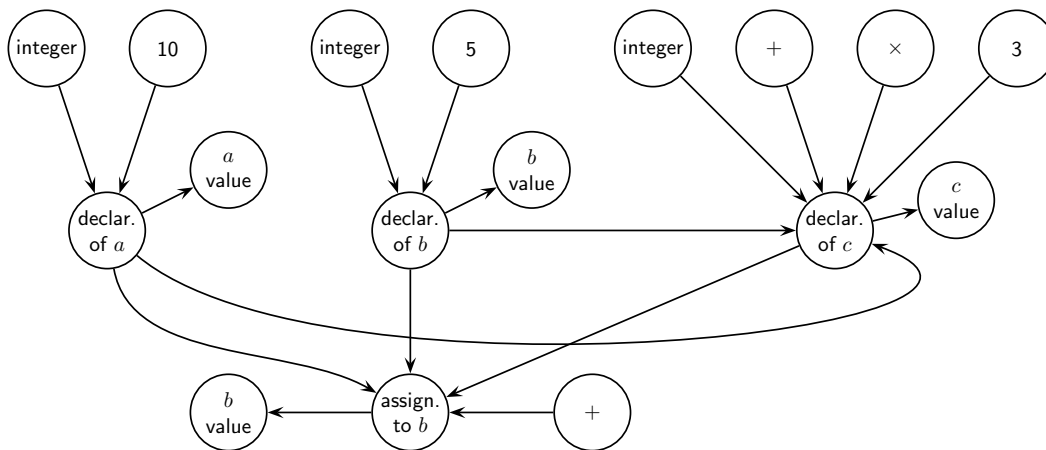 integer
10
integer
5
integer
+
×
3
a
value
b
value
c
value
declar.
of a
declar.
of b
declar.
of c
b
value
assign.
to b
+